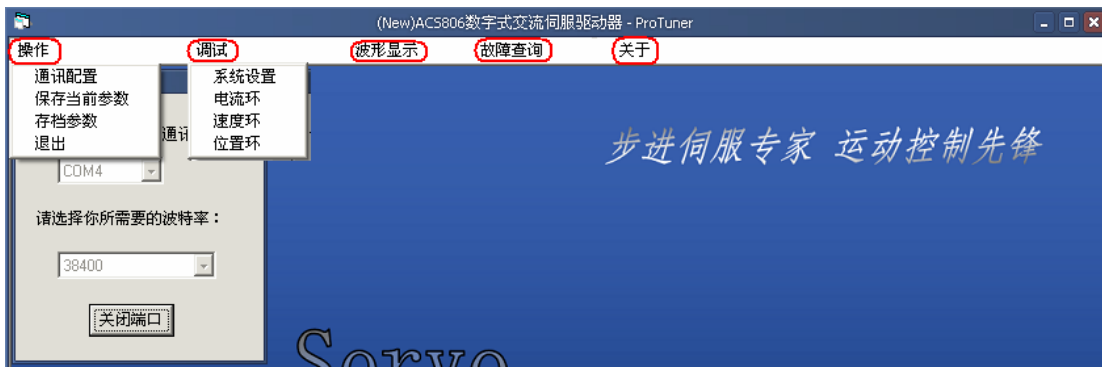 (New)ACS806数字式交流伺服驱动器 - ProTuner
操作 调试 波形显示 故障查询 关于
通讯配置
保存当前参数
存档参数
退出
系统设置
电流环
速度环
位置环
通讯
COM4
请选择你所需要的波特率：
38400
关闭端口
步进伺服专家 运动控制先锋
Servo